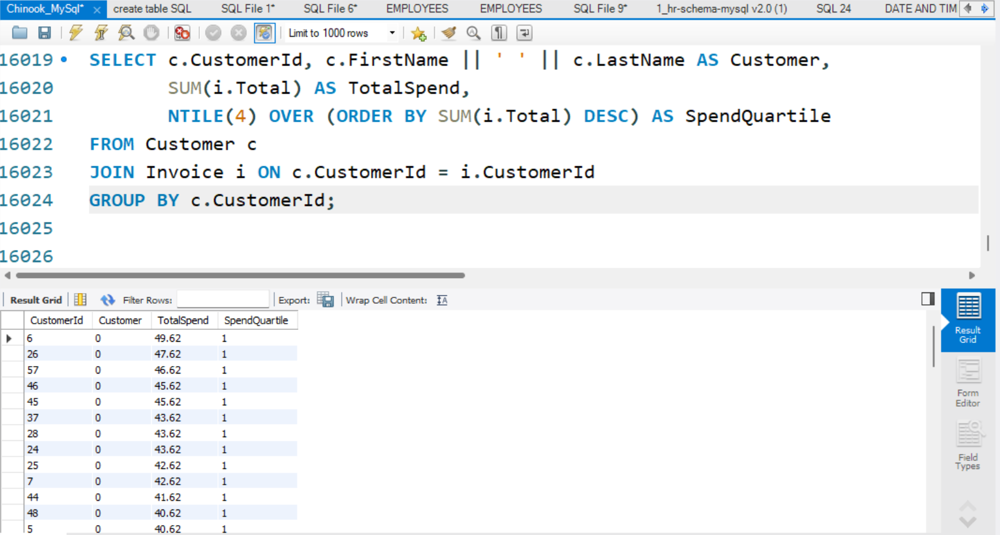 Chinook_MySql* × create table SQL SQL File 1* SQL File 6* EMPLOYEES EMPLOYEES SQL File 9* 1_hr-schema-mysql v2.0 (1) SQL 24 DATE AND TIM
Limit to 1000 rows
16019 SELECT c.CustomerId, c.FirstName || ' ' || c.LastName AS Customer,
16020 SUM(i.Total) AS TotalSpend,
16021 NTILE(4) OVER (ORDER BY SUM(i.Total) DESC) AS SpendQuartile
16022 FROM Customer c
16023 JOIN Invoice i ON c.CustomerId = i.CustomerId
16024 GROUP BY c.CustomerId;
16025
16026
Result Grid Filter Rows: Export: Wrap Cell Content: IA
CustomerId Customer TotalSpend SpendQuartile
6 0 49.62 1
26 0 47.62 1
57 0 46.62 1
46 0 45.62 1
45 0 45.62 1
37 0 43.62 1
28 0 43.62 1
24 0 43.62 1
25 0 42.62 1
7 0 42.62 1
44 0 41.62 1
48 0 40.62 1
5 0 40.62 1
Result
Grid
Form
Editor
Field
Types